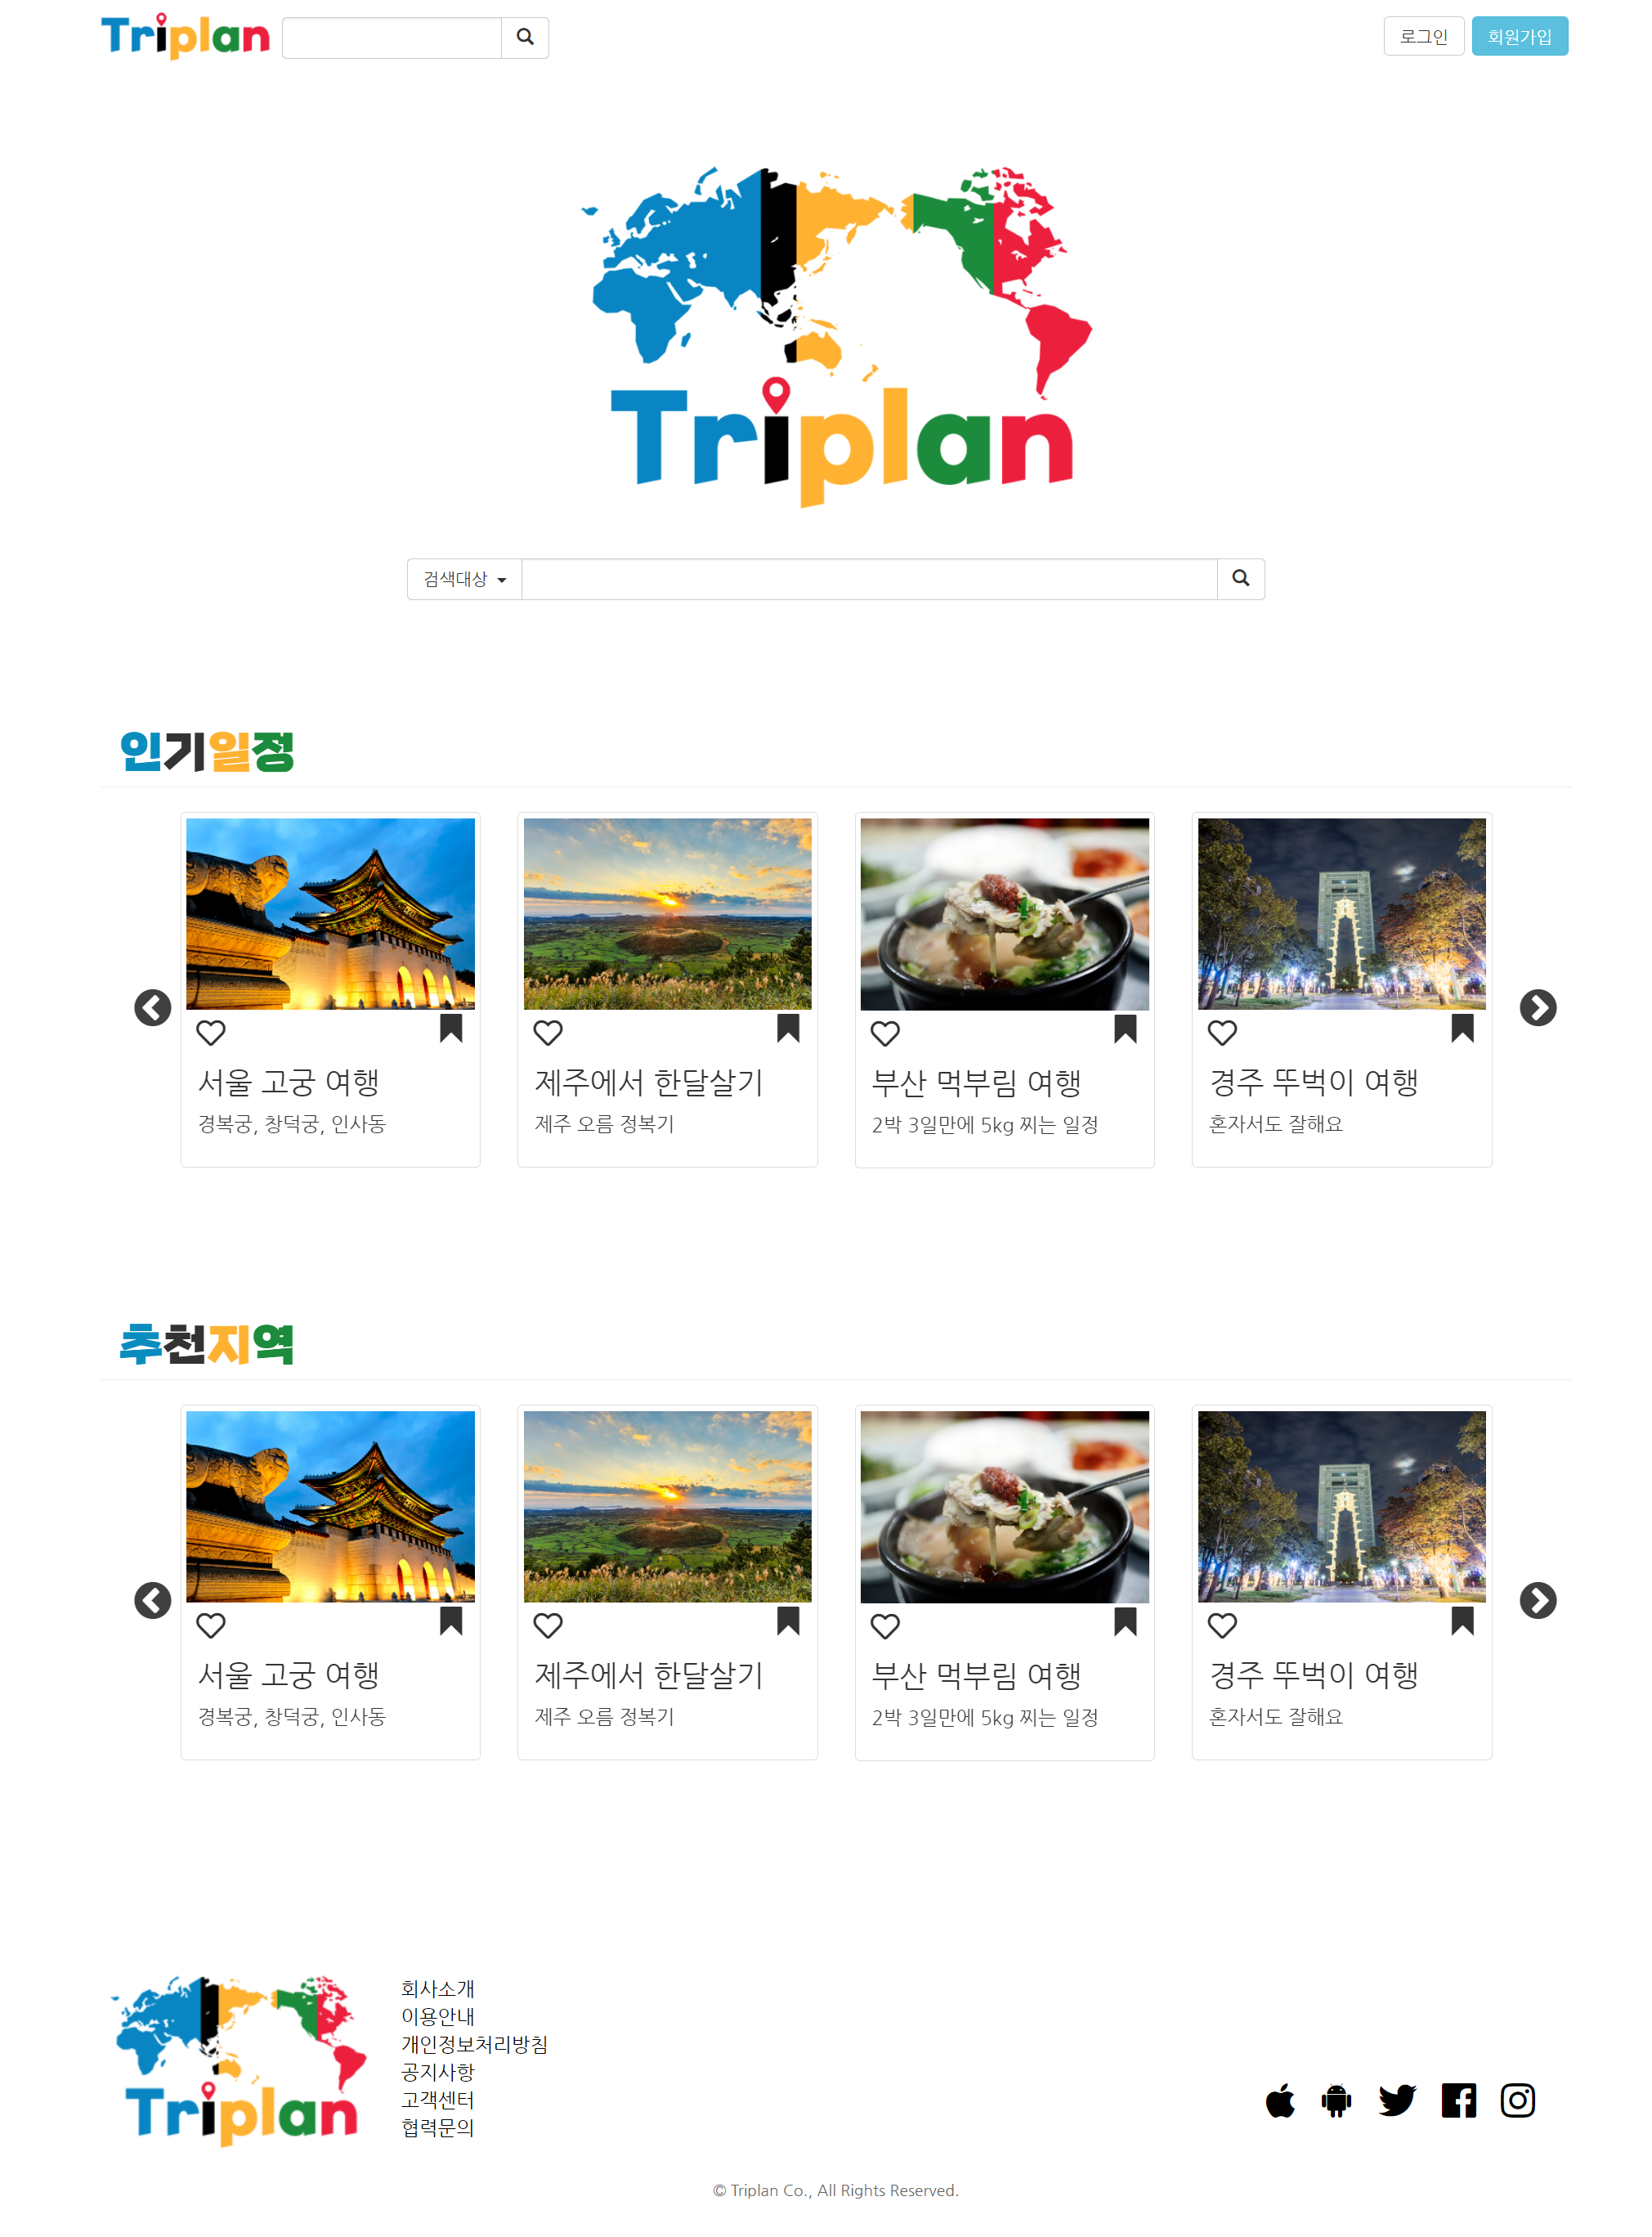 Triplan
로그인
회원가입
Triplan
검색대상
인기일정
서울 고궁 여행
경복궁, 창덕궁, 인사동
제주에서 한달살기
제주 오름 정복기
부산 먹부림 여행
2박 3일만에 5kg 찌는 일정
경주 뚜벅이 여행
혼자서도 잘해요
추천지역
서울 고궁 여행
경복궁, 창덕궁, 인사동
제주에서 한달살기
제주 오름 정복기
부산 먹부림 여행
2박 3일만에 5kg 찌는 일정
경주 뚜벅이 여행
혼자서도 잘해요
Triplan
회사소개
이용안내
개인정보처리방침
공지사항
고객센터
협력문의
© Triplan Co., All Rights Reserved.